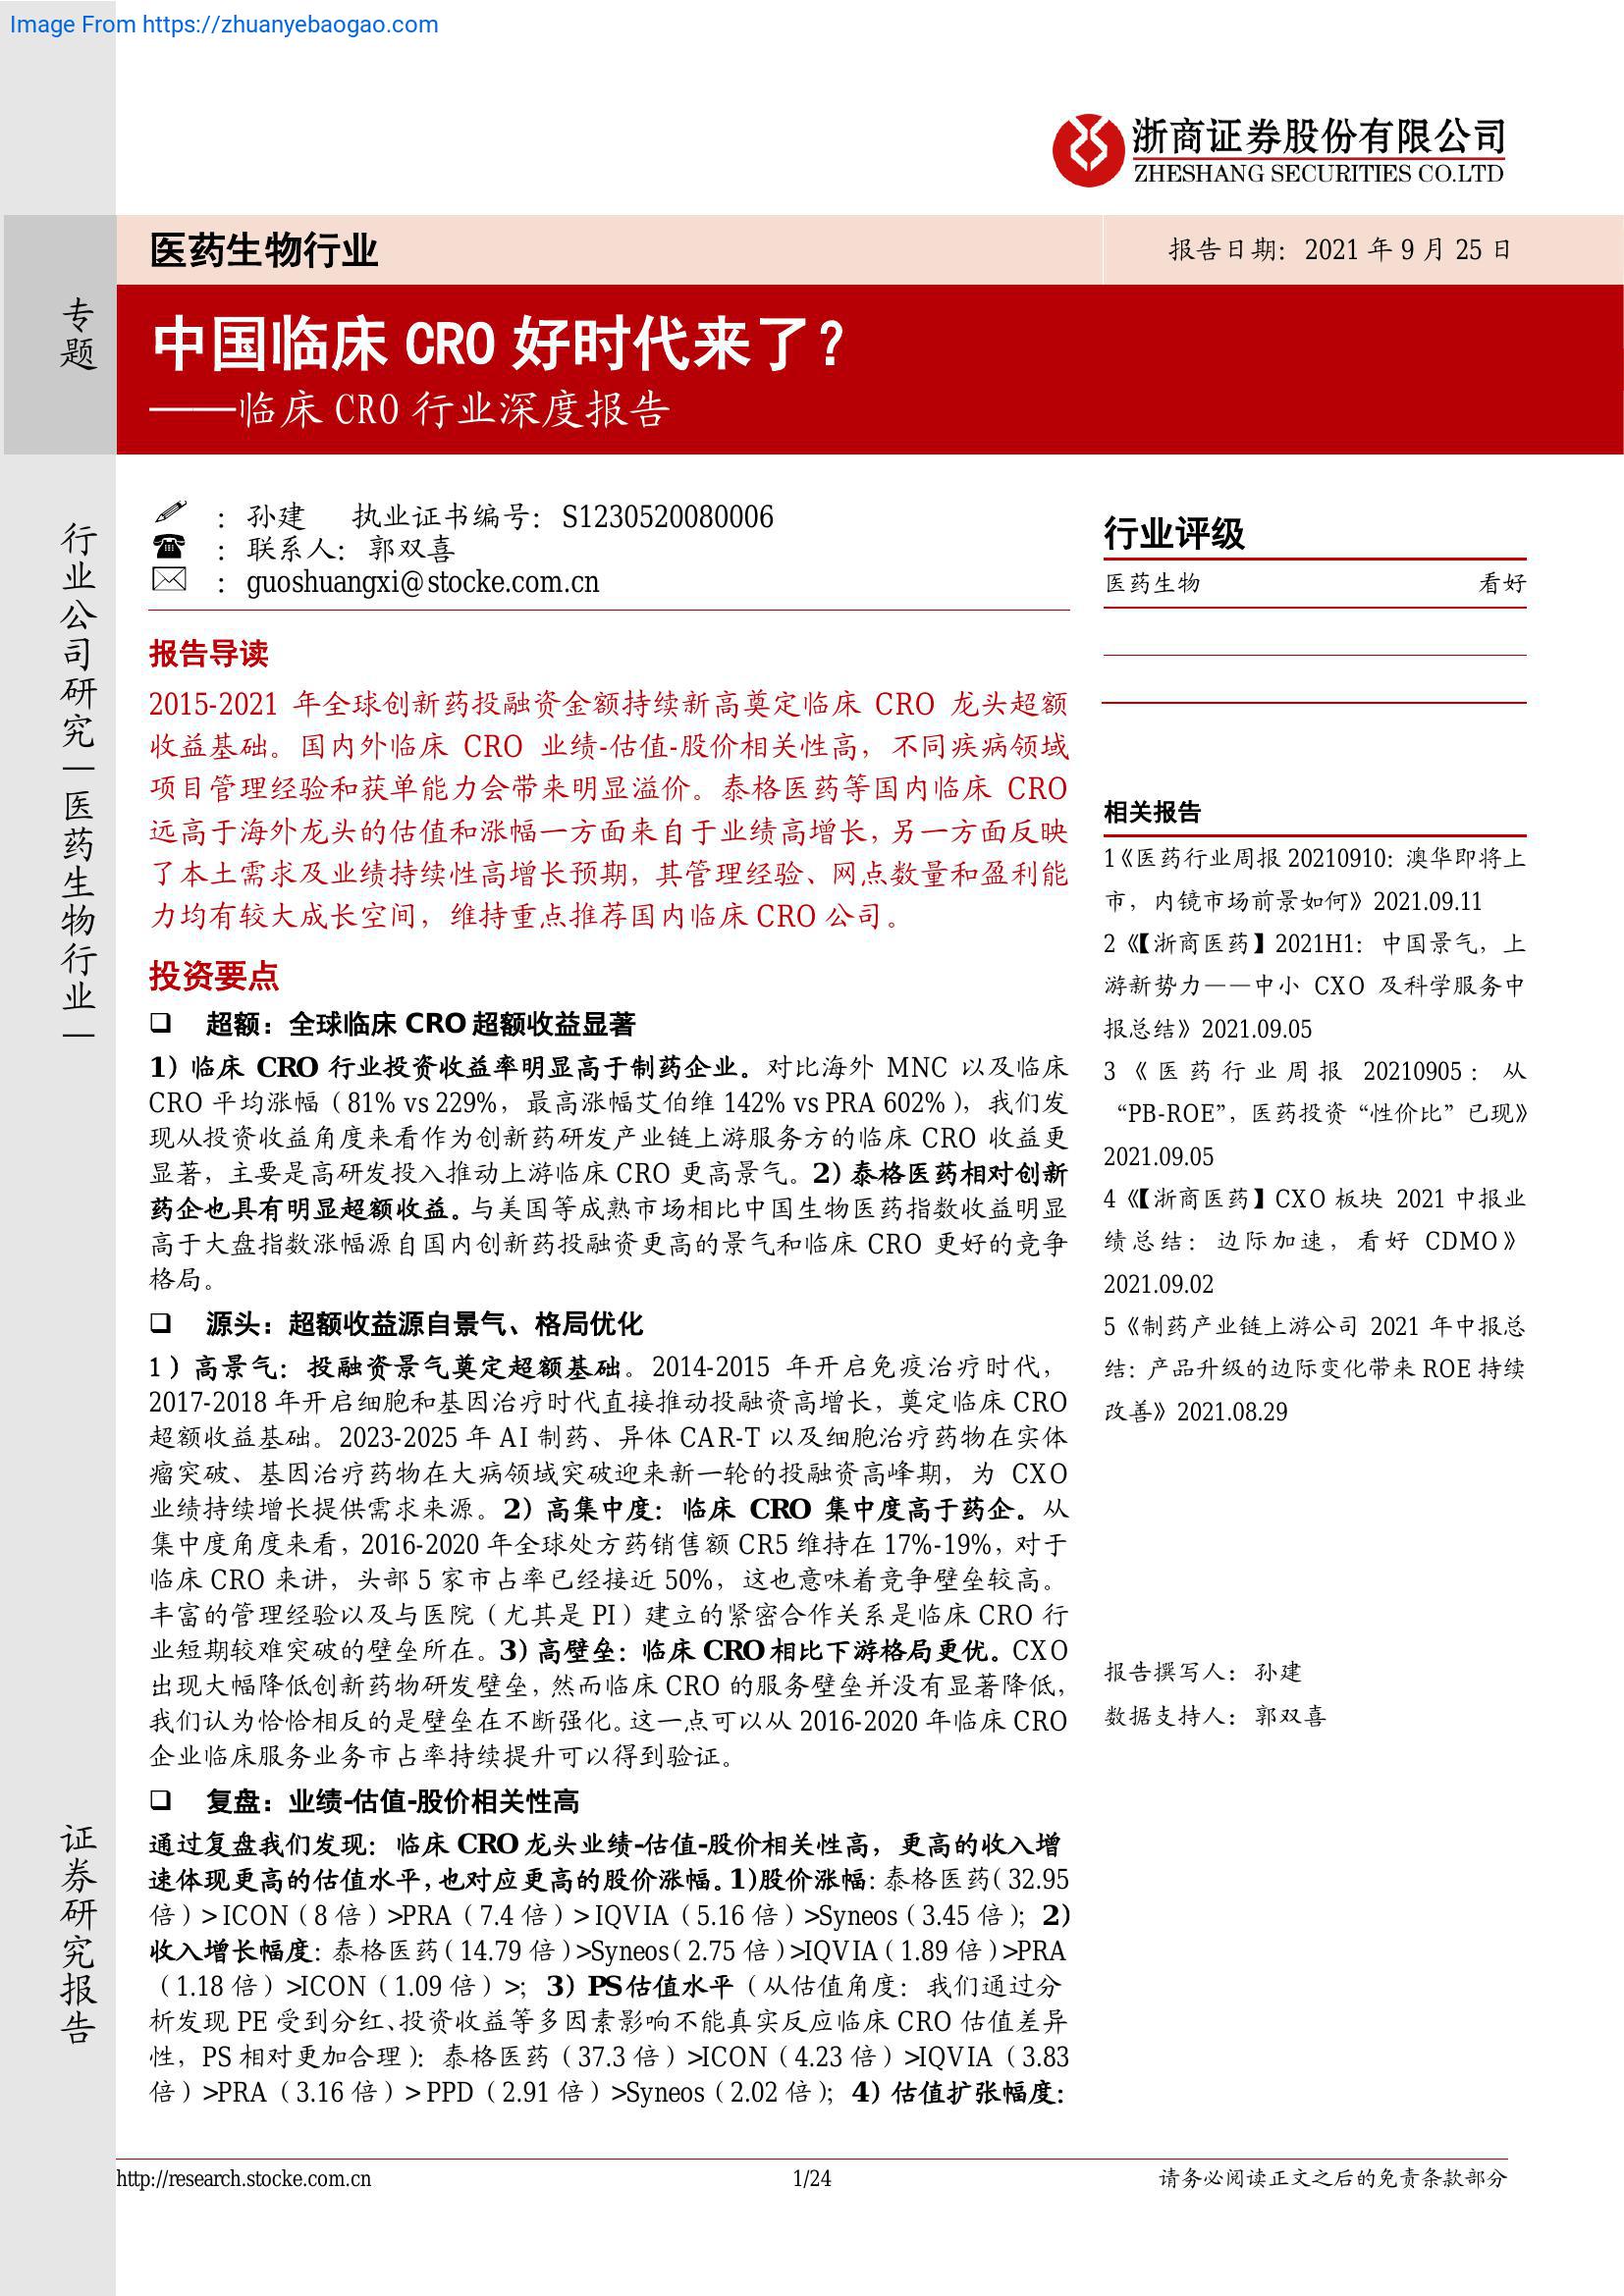 Image From https://zhuanyebaogao.com
浙商证券股份有限公司
ZHESHANG SECURITIES CO.LTD
医药生物行业
报告日期：2021 年 9 月 25 日
专题
中国临床 CRO 好时代来了？
——临床 CRO 行业深度报告
行业公司研究｜医药生物行业｜
证券研究报告
：孙建 执业证书编号：S1230520080006
：联系人：郭双喜
：guoshuangxi@stocke.com.cn
报告导读
2015-2021 年全球创新药投融资金额持续新高奠定临床 CRO 龙头超额
收益基础。国内外临床 CRO 业绩-估值-股价相关性高，不同疾病领域
项目管理经验和获单能力会带来明显溢价。泰格医药等国内临床 CRO
远高于海外龙头的估值和涨幅一方面来自于业绩高增长，另一方面反映
了本土需求及业绩持续性高增长预期，其管理经验、网点数量和盈利能
力均有较大成长空间，维持重点推荐国内临床 CRO 公司。
投资要点
❑ 超额：全球临床 CRO 超额收益显著
1）临床 CRO 行业投资收益率明显高于制药企业。对比海外 MNC 以及临床
CRO 平均涨幅（81% vs 229%，最高涨幅艾伯维 142% vs PRA 602%），我们发
现从投资收益角度来看作为创新药研发产业链上游服务方的临床 CRO 收益更
显著，主要是高研发投入推动上游临床 CRO 更高景气。2）泰格医药相对创新
药企也具有明显超额收益。与美国等成熟市场相比中国生物医药指数收益明显
高于大盘指数涨幅源自国内创新药投融资更高的景气和临床 CRO 更好的竞争
格局。
❑ 源头：超额收益源自景气、格局优化
1）高景气：投融资景气奠定超额基础。2014-2015 年开启免疫治疗时代，
2017-2018 年开启细胞和基因治疗时代直接推动投融资高增长，奠定临床 CRO
超额收益基础。2023-2025 年 AI 制药、异体 CAR-T 以及细胞治疗药物在实体
瘤突破、基因治疗药物在大病领域突破迎来新一轮的投融资高峰期，为 CXO
业绩持续增长提供需求来源。2）高集中度：临床 CRO 集中度高于药企。从
集中度角度来看，2016-2020 年全球处方药销售额 CR5 维持在 17%-19%，对于
临床 CRO 来讲，头部 5 家市占率已经接近 50%，这也意味着竞争壁垒较高。
丰富的管理经验以及与医院（尤其是 PI）建立的紧密合作关系是临床 CRO 行
业短期较难突破的壁垒所在。3）高壁垒：临床 CRO 相比下游格局更优。CXO
出现大幅降低创新药物研发壁垒，然而临床 CRO 的服务壁垒并没有显著降低，
我们认为恰恰相反的是壁垒在不断强化。这一点可以从 2016-2020 年临床 CRO
企业临床服务业务市占率持续提升可以得到验证。
❑ 复盘：业绩-估值-股价相关性高
通过复盘我们发现：临床 CRO 龙头业绩-估值-股价相关性高，更高的收入增
速体现更高的估值水平，也对应更高的股价涨幅。1)股价涨幅：泰格医药（32.95
倍）> ICON（8 倍）>PRA（7.4 倍）> IQVIA（5.16 倍）>Syneos（3.45 倍）；2）
收入增长幅度：泰格医药（14.79 倍）>Syneos（2.75 倍）>IQVIA（1.89 倍）>PRA
（1.18 倍）>ICON（1.09 倍）>；3）PS 估值水平（从估值角度：我们通过分
析发现 PE 受到分红、投资收益等多因素影响不能真实反应临床 CRO 估值差异
性，PS 相对更加合理）：泰格医药（37.3 倍）>ICON（4.23 倍）>IQVIA（3.83
倍）>PRA（3.16 倍）> PPD（2.91 倍）>Syneos（2.02 倍）；4）估值扩张幅度：
行业评级
医药生物 看好
相关报告
1《医药行业周报 20210910：澳华即将上
市，内镜市场前景如何》2021.09.11
2《【浙商医药】2021H1：中国景气，上
游新势力——中小 CXO 及科学服务中
报总结》2021.09.05
3《医药行业周报 20210905：从
“PB-ROE”，医药投资“性价比”已现》
2021.09.05
4《【浙商医药】CXO 板块 2021 中报业
绩总结：边际加速，看好 CDMO》
2021.09.02
5《制药产业链上游公司 2021 年中报总
结：产品升级的边际变化带来 ROE 持续
改善》2021.08.29
报告撰写人：孙建
数据支持人：郭双喜
http://research.stocke.com.cn
1/24
请务必阅读正文之后的免责条款部分